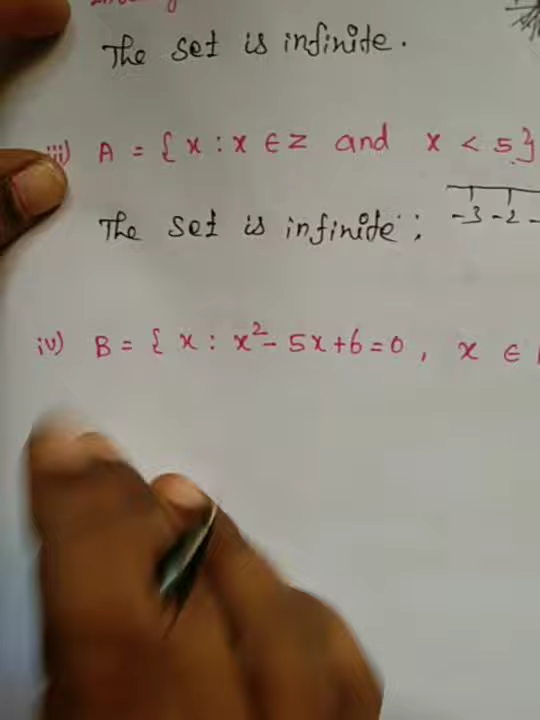 The set is infinite.
iii) A = { x : x ∈ Z and x < 5 }
The set is infinite ∵
-3 -2 -
iv) B = { x : x² - 5x + 6 = 0 , x ∈